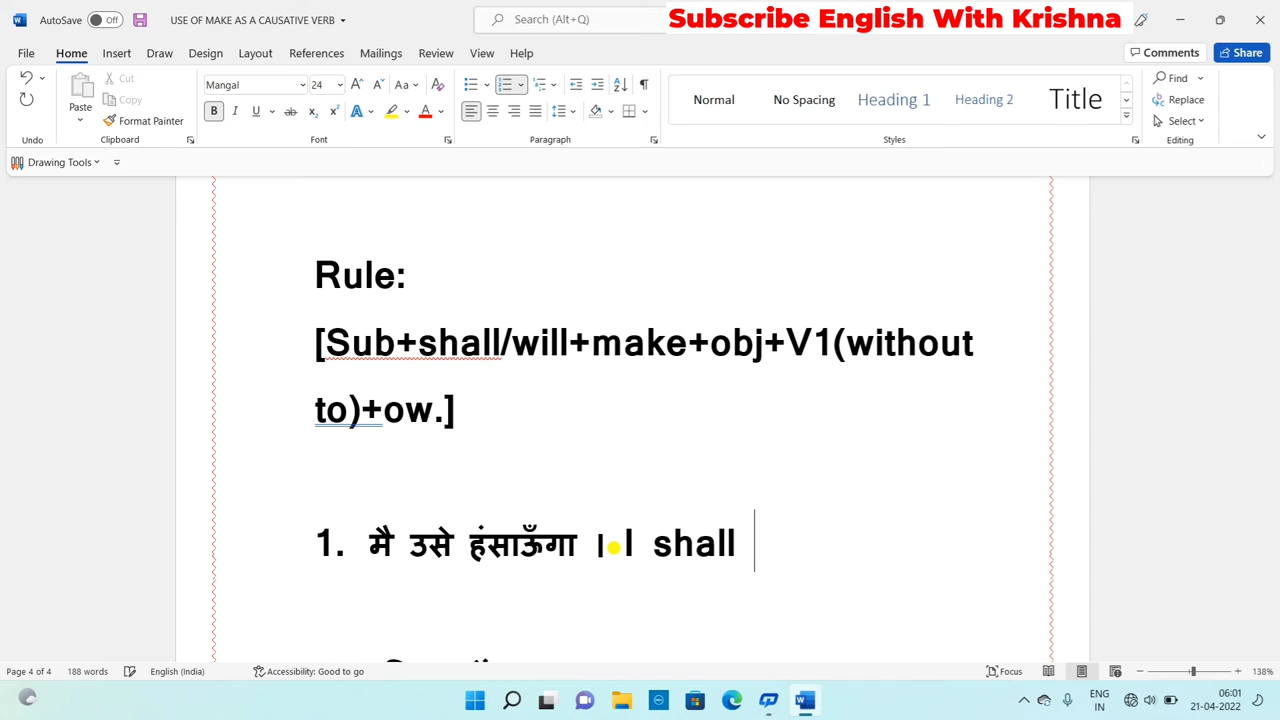 USE OF MAKE AS A CAUSATIVE VERB
AutoSave Off
Search (Alt+Q)
Subscribe English With Krishna
File Home Insert Draw Design Layout References Mailings Review View Help
Comments Share
Paste
Cut
Copy
Format Painter
Mangal 24
Normal No Spacing Heading 1 Heading 2 Title
Find
Replace
Select
Undo Clipboard Font Paragraph Styles Editing
Drawing Tools
Rule:
[Sub+shall/will+make+obj+V1(without
to)+ow.]
1. मै उसे हंसाऊँगा । I shall
Page 4 of 4 188 words English (India) Accessibility: Good to go Focus 138%
ENG
IN
06:01
21-04-2022